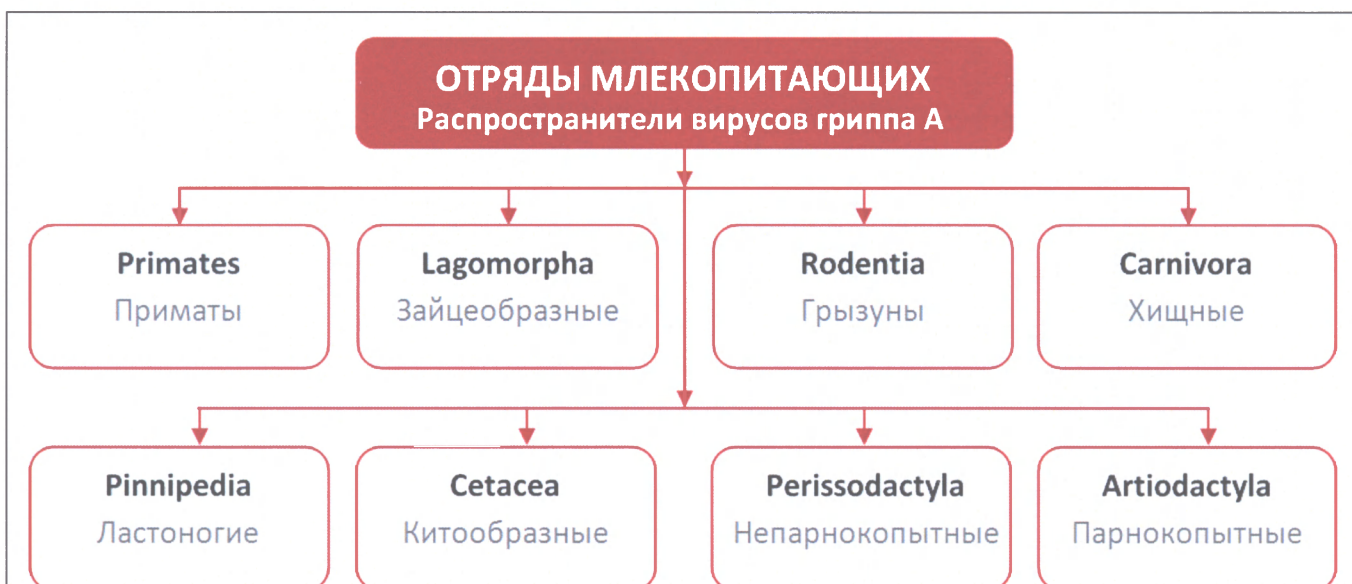 ОТРЯДЫ МЛЕКОПИТАЮЩИХ
Распространители вирусов гриппа А
Primates
Приматы
Lagomorpha
Зайцеобразные
Rodentia
Грызуны
Carnivora
Хищные
Pinnipedia
Ластоногие
Cetacea
Китообразные
Perissodactyla
Непарнокопытные
Artiodactyla
Парнокопытные